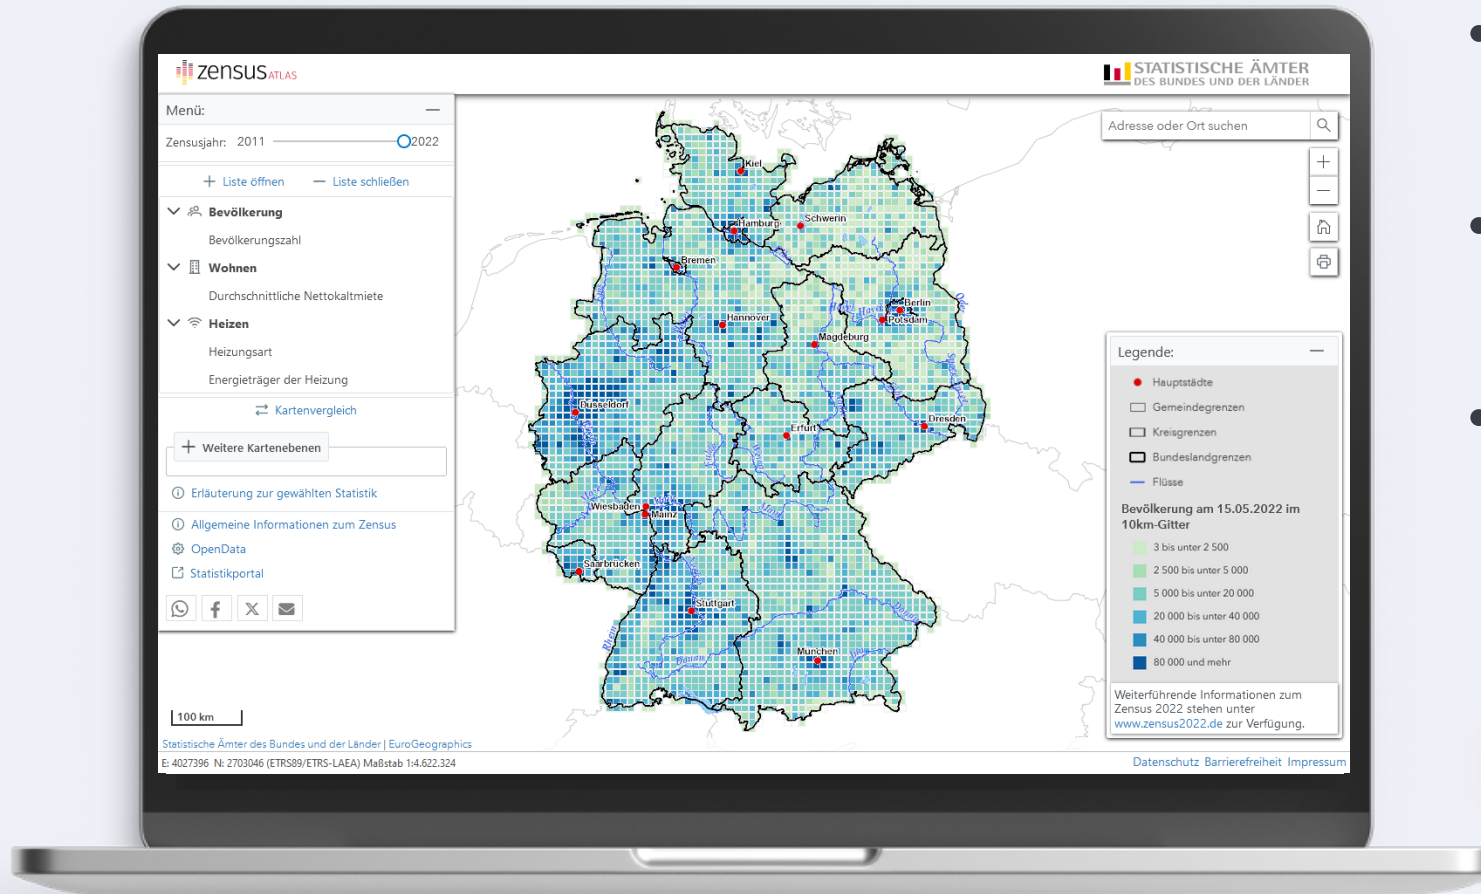 zensus ATLAS
STATISTISCHE ÄMTER
DES BUNDES UND DER LÄNDER
Menü:
Zensusjahr: 2011 2022
Liste öffnen Liste schließen
Bevölkerung
Bevölkerungszahl
Wohnen
Durchschnittliche Nettokaltmiete
Heizen
Heizungsart
Energieträger der Heizung
Kartenvergleich
Weitere Kartenebenen
Erläuterung zur gewählten Statistik
Allgemeine Informationen zum Zensus
OpenData
Statistikportal
100 km
Statistische Ämter des Bundes und der Länder | EuroGeographics
E: 4027396 N: 2703046 (ETRS89/ETRS-LAEA) Maßstab 1:4.622.324
Kiel
Schwerin
Hamburg
Bremen
Berlin
Havel
Oder
Potsdam
Hannover
Magdeburg
Düsseldorf
Dresden
Erfurt
Wiesbaden
Mainz
Main
Saarbrücken
Stuttgart
Donau
Rhein
München
Donau
Adresse oder Ort suchen
Legende:
Hauptstädte
Gemeindegrenzen
Kreisgrenzen
Bundeslandgrenzen
Flüsse
Bevölkerung am 15.05.2022 im
10km-Gitter
3 bis unter 2 500
2 500 bis unter 5 000
5 000 bis unter 20 000
20 000 bis unter 40 000
40 000 bis unter 80 000
80 000 und mehr
Weiterführende Informationen zum
Zensus 2022 stehen unter
www.zensus2022.de zur Verfügung.
Datenschutz Barrierefreiheit Impressum